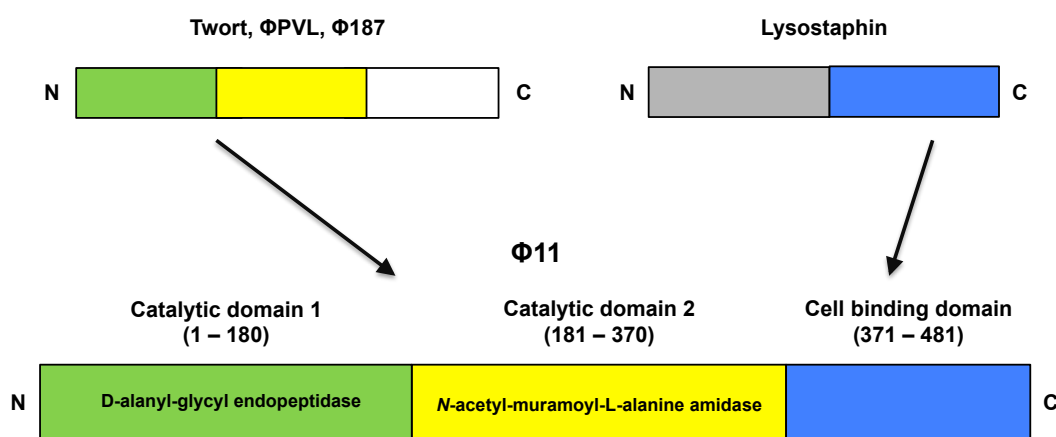 Twort, ΦPVL, Φ187
Lysostaphin
N
C
N
C
Φ11
Catalytic domain 1
(1 – 180)
Catalytic domain 2
(181 – 370)
Cell binding domain
(371 – 481)
N
D-alanyl-glycyl endopeptidase
N-acetyl-muramoyl-L-alanine amidase
C